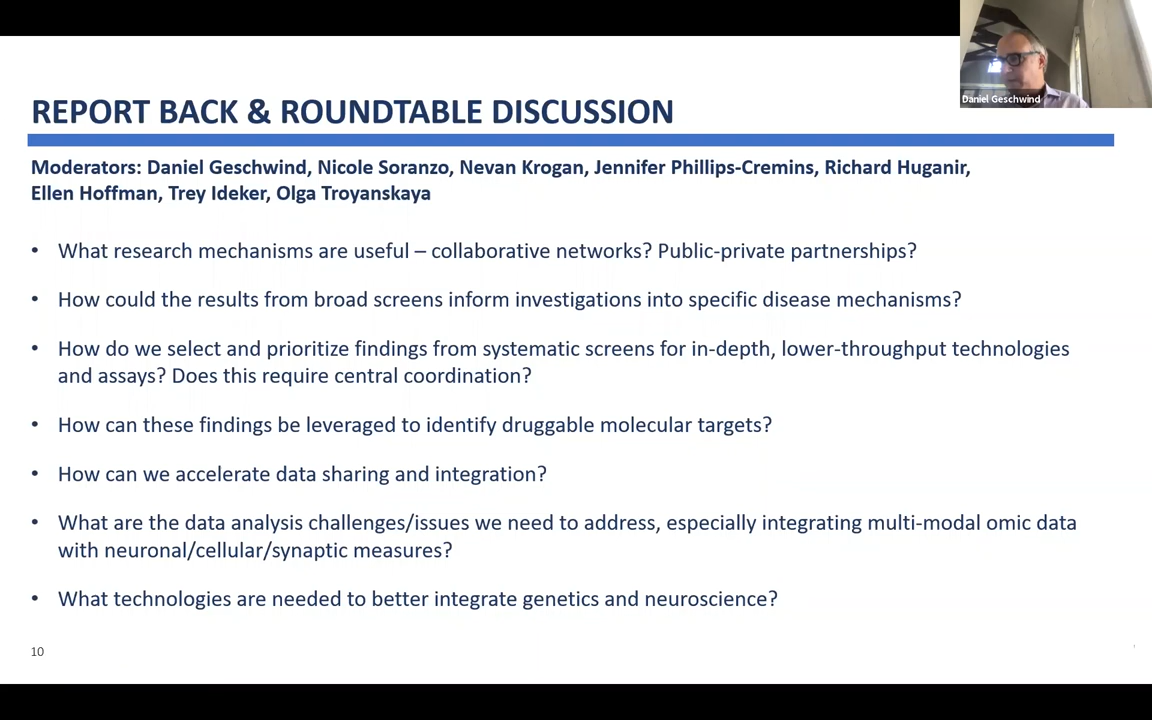 Daniel Geschwind
REPORT BACK & ROUNDTABLE DISCUSSION
Moderators: Daniel Geschwind, Nicole Soranzo, Nevan Krogan, Jennifer Phillips-Cremins, Richard Huganir,
Ellen Hoffman, Trey Ideker, Olga Troyanskaya
• What research mechanisms are useful – collaborative networks? Public-private partnerships?
• How could the results from broad screens inform investigations into specific disease mechanisms?
• How do we select and prioritize findings from systematic screens for in-depth, lower-throughput technologies
and assays? Does this require central coordination?
• How can these findings be leveraged to identify druggable molecular targets?
• How can we accelerate data sharing and integration?
• What are the data analysis challenges/issues we need to address, especially integrating multi-modal omic data
with neuronal/cellular/synaptic measures?
• What technologies are needed to better integrate genetics and neuroscience?
10